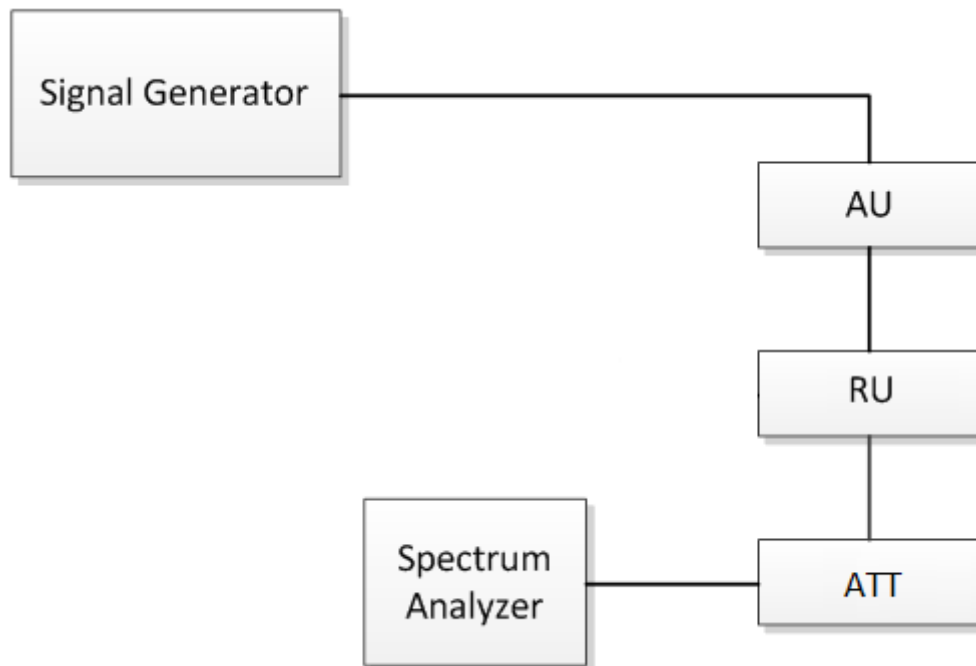 Signal Generator
AU
RU
Spectrum
Analyzer
ATT